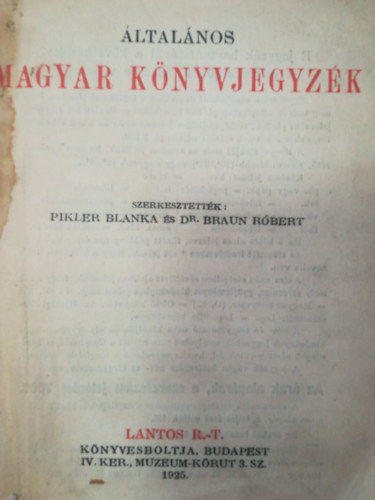 ÁLTALÁNOS
MAGYAR KÖNYVJEGYZÉK
SZERKESZTETTÉK:
PIKLER BLANKA ÉS DR. BRAUN RÓBERT
LANTOS R.-T.
KÖNYVESBOLTJA, BUDAPEST
IV. KER., MUZEUM-KÖRUT 3. SZ.
1925.